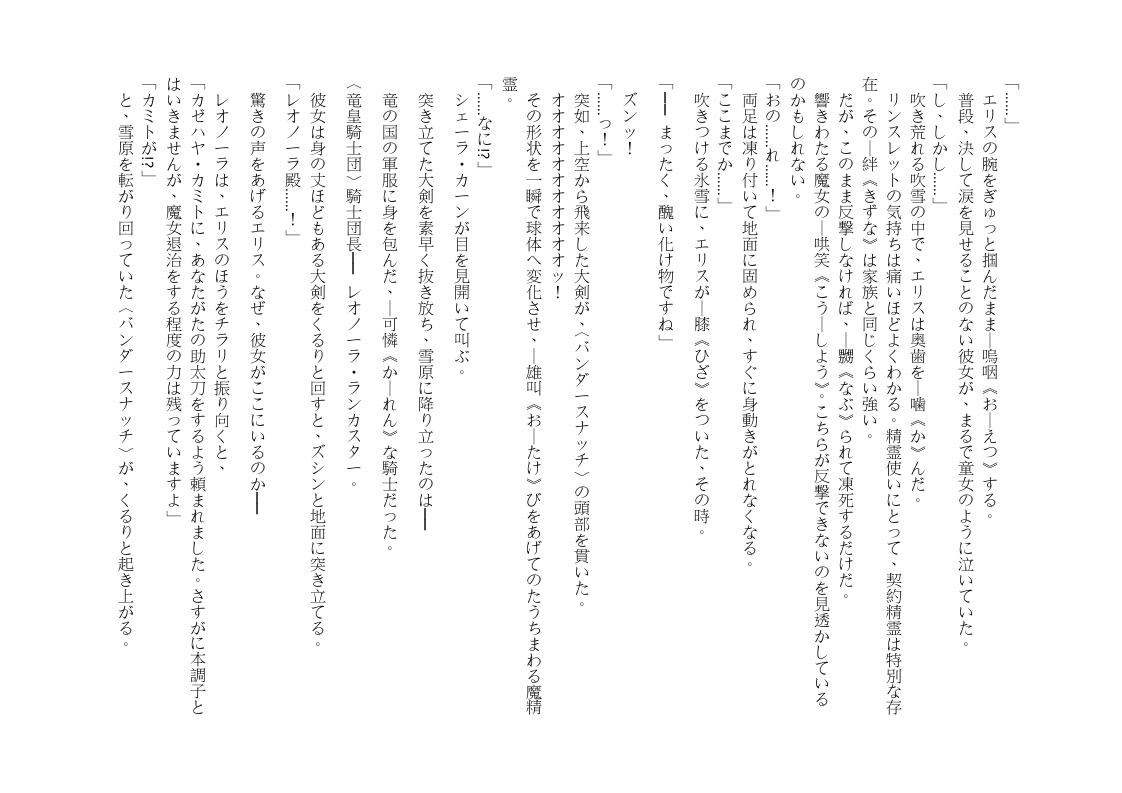 「……」
　エリスの腕をぎゅっと掴んだまま―嗚咽《お―えつ》する。
　普段、決して涙を見せることのない彼女が、まるで童女のように泣いていた。
「し、しかし……」
　吹き荒れる吹雪の中で、エリスは奥歯を―噛《か》んだ。
　リンスレットの気持ちは痛いほどよくわかる。精霊使いにとって、契約精霊は特別な存
在。その―絆《きずな》は家族と同じくらい強い。
　だが、このまま反撃しなければ、―嬲《なぶ》られて凍死するだけだ。
　響きわたる魔女の―哄笑《こう―しよう》。こちらが反撃できないのを見透かしている
のかもしれない。
「おの……れ……！」
　両足は凍り付いて地面に固められ、すぐに身動きがとれなくなる。
「ここまでか……」
　吹きつける氷雪に、エリスが―膝《ひざ》をついた、その時。
「━━ まったく、醜い化け物ですね」
　ズンッ！
「……っ！」
　突如、上空から飛来した大剣が、〈バンダースナッチ〉の頭部を貫いた。
　オオオオオオオオオオオオッ！
　その形状を一瞬で球体へ変化させ、―雄叫《お―たけ》びをあげてのたうちまわる魔精
霊。
「……なに!?」
　シェーラ・カーンが目を見開いて叫ぶ。
　突き立てた大剣を素早く抜き放ち、雪原に降り立ったのは━━
　竜の国の軍服に身を包んだ、―可憐《か―れん》な騎士だった。
〈竜皇騎士団〉騎士団長━━ レオノーラ・ランカスター。
　彼女は身の丈ほどもある大剣をくるりと回すと、ズシンと地面に突き立てる。
「レオノーラ殿……！」
　驚きの声をあげるエリス。なぜ、彼女がここにいるのか━━
　レオノーラは、エリスのほうをチラリと振り向くと、
「カゼハヤ・カミトに、あなたがたの助太刀をするよう頼まれました。さすがに本調子と
はいきませんが、魔女退治をする程度の力は残っていますよ」
「カミトが!?」
　と、雪原を転がり回っていた〈バンダースナッチ〉が、くるりと起き上がる。